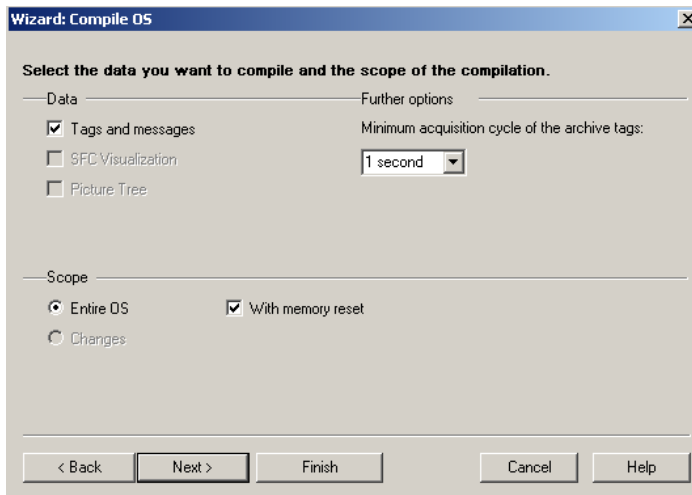 Wizard: Compile OS
Select the data you want to compile and the scope of the compilation.
Data
Further options
Tags and messages
Minimum acquisition cycle of the archive tags:
SFC Visualization
1 second
Picture Tree
Scope
Entire OS
With memory reset
Changes
< Back
Next >
Finish
Cancel
Help